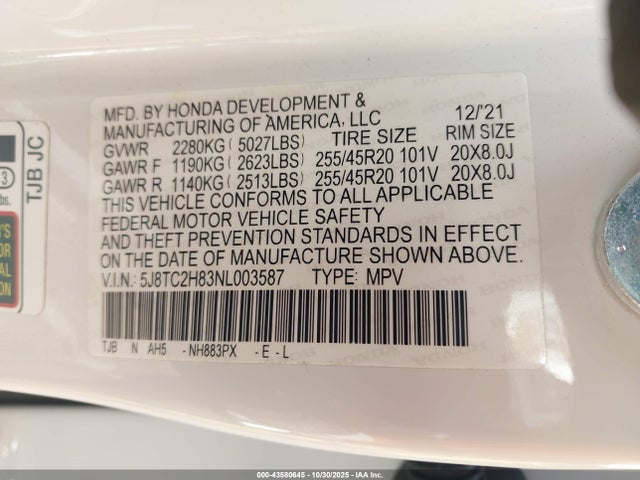 MFD. BY HONDA DEVELOPMENT &
MANUFACTURING OF AMERICA, LLC 12/'21
GVWR 2280KG ( 5027LBS) TIRE SIZE RIM SIZE
GAWR F 1190KG ( 2623LBS) 255/45R20 101V 20X8.0J
GAWR R 1140KG ( 2513LBS) 255/45R20 101V 20X8.0J
THIS VEHICLE CONFORMS TO ALL APPLICABLE
FEDERAL MOTOR VEHICLE SAFETY
AND THEFT PREVENTION STANDARDS IN EFFECT
ON THE DATE OF MANUFACTURE SHOWN ABOVE.
V.I.N.: 5J8TC2H83NL003587 TYPE: MPV
TJB N AH5 - NH883PX - E - L
TJB JC
3
lbs.
000-43580645 - 10/30/2025 - IAA Inc.